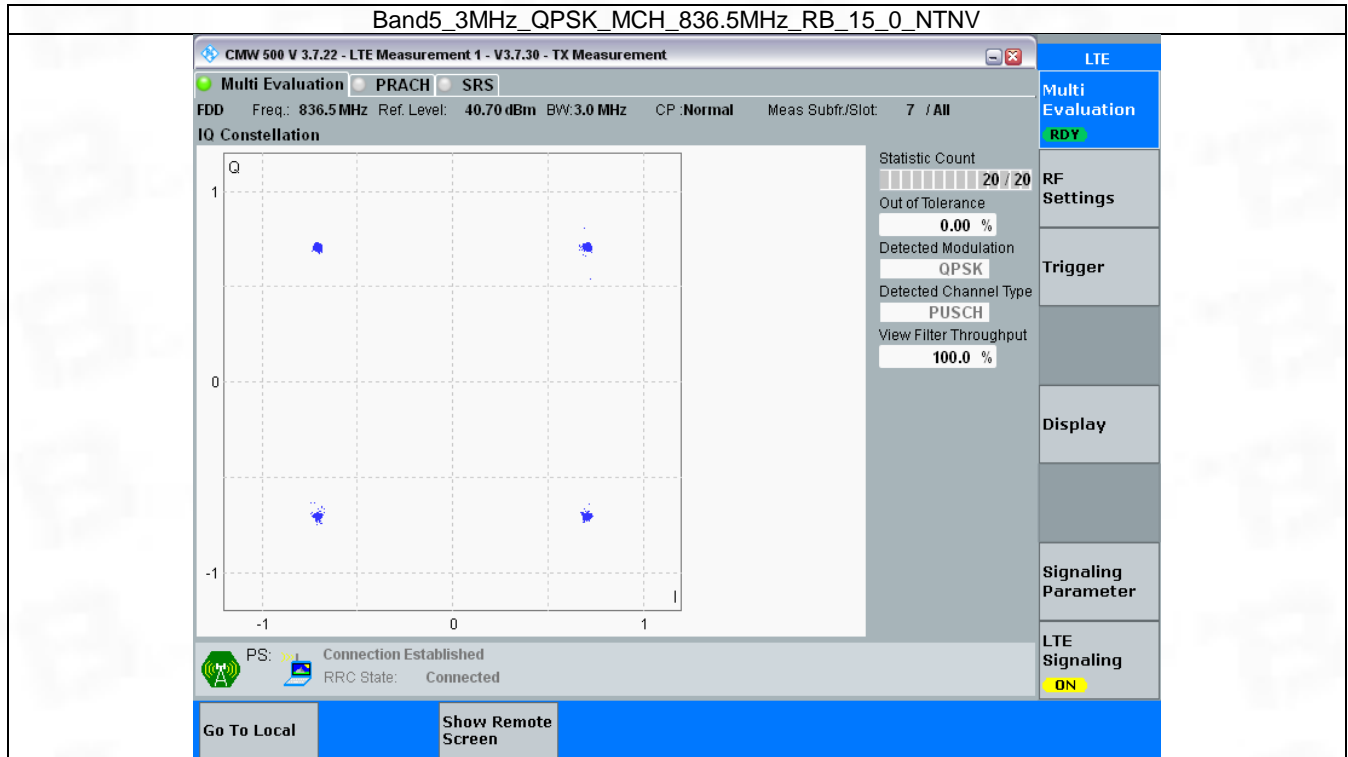 Band5_3MHz_QPSK_MCH_836.5MHz_RB_15_0_NTNV
CMW 500 V 3.7.22 - LTE Measurement 1 - V3.7.30 - TX Measurement
Multi Evaluation PRACH SRS
FDD Freq.: 836.5 MHz Ref. Level: 40.70 dBm BW: 3.0 MHz CP :Normal Meas Subfr./Slot: 7 / All
IQ Constellation
Q
1
0
-1
I
-1 0 1
Statistic Count
20 / 20
Out of Tolerance
0.00 %
Detected Modulation
QPSK
Detected Channel Type
PUSCH
View Filter Throughput
100.0 %
PS: Connection Established
RRC State: Connected
LTE
Multi
Evaluation
RDY
RF
Settings
Trigger
Display
Signaling
Parameter
LTE
Signaling
ON
Go To Local
Show Remote
Screen